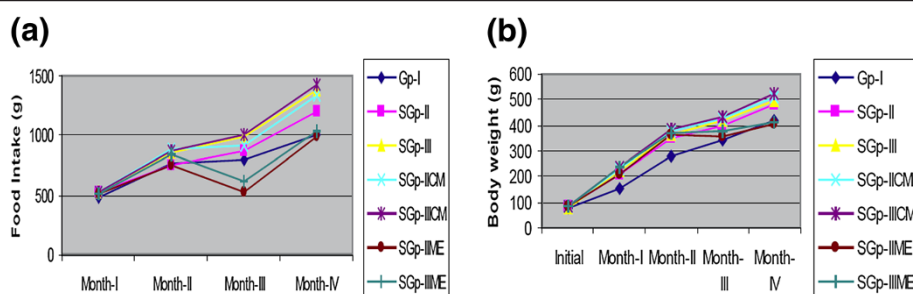 (a)
Food Intake (g)
1500
1000
500
0
Month-I
Month-II
Month-III
Month-IV
Gp-I
SGp-II
SGp-III
SGp-IICM
SGp-IIICM
SGp-IIME
SGp-IIIME
(b)
Body weight (g)
600
500
400
300
200
100
0
Initial
Month-I
Month-II
Month-
III
Month-
IV
Gp-I
SGp-II
SGp-III
SGp-IICM
SGp-IIICM
SGp-IIME
SGp-IIIME